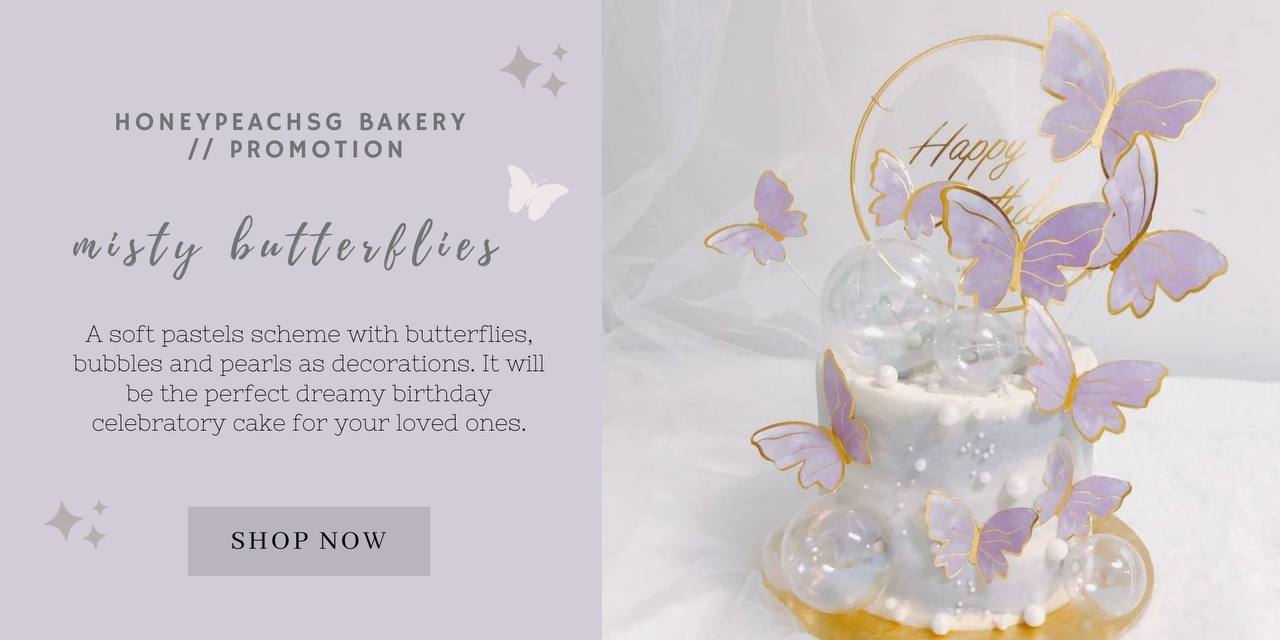 HONEYPEACHSG BAKERY
// PROMOTION
misty butterflies
A soft pastels scheme with butterflies,
bubbles and pearls as decorations. It will
be the perfect dreamy birthday
celebratory cake for your loved ones.
SHOP NOW
Happy